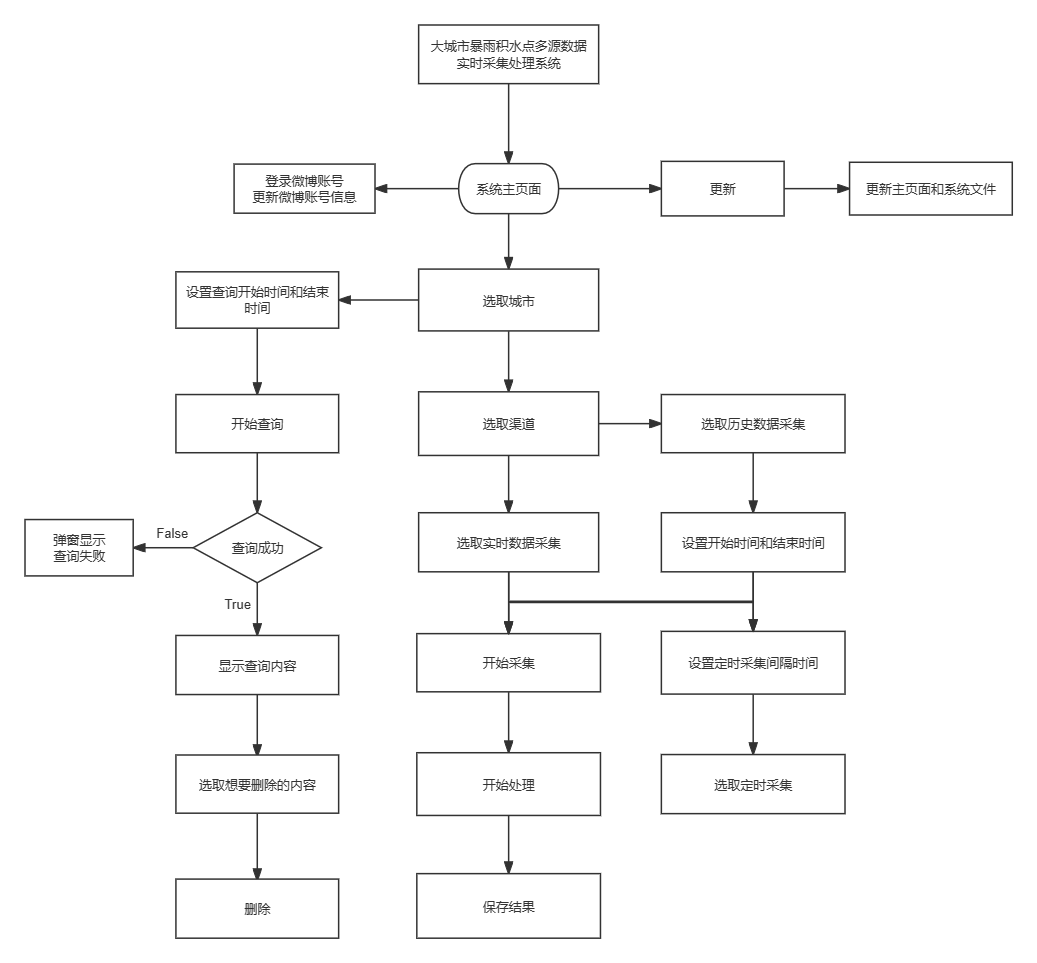 大城市暴雨积水点多源数据
实时采集处理系统
登录微博账号
更新微博账号信息
系统主页面
更新
更新主页面和系统文件
设置查询开始时间和结束
时间
选取城市
开始查询
选取渠道
选取历史数据采集
弹窗显示
查询失败
False
查询成功
选取实时数据采集
设置开始时间和结束时间
True
显示查询内容
开始采集
设置定时采集间隔时间
选取想要删除的内容
开始处理
选取定时采集
删除
保存结果